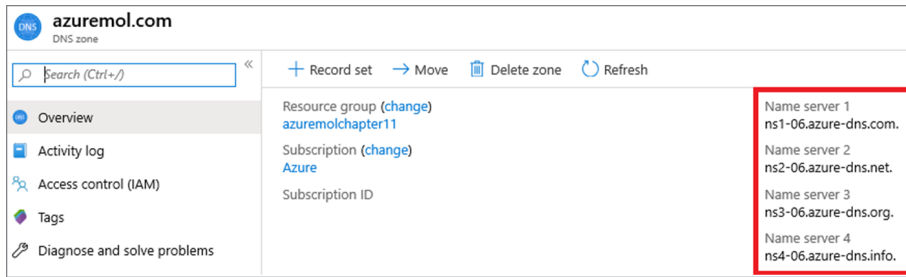 DNS
azuremol.com
DNS zone
Search (Ctrl+/)
«
Record set
Move
Delete zone
Refresh
DNS Overview
Activity log
Access control (IAM)
Tags
Diagnose and solve problems
Resource group (change)
azuremolchapter11
Subscription (change)
Azure
Subscription ID
Name server 1
ns1-06.azure-dns.com.
Name server 2
ns2-06.azure-dns.net.
Name server 3
ns3-06.azure-dns.org.
Name server 4
ns4-06.azure-dns.info.